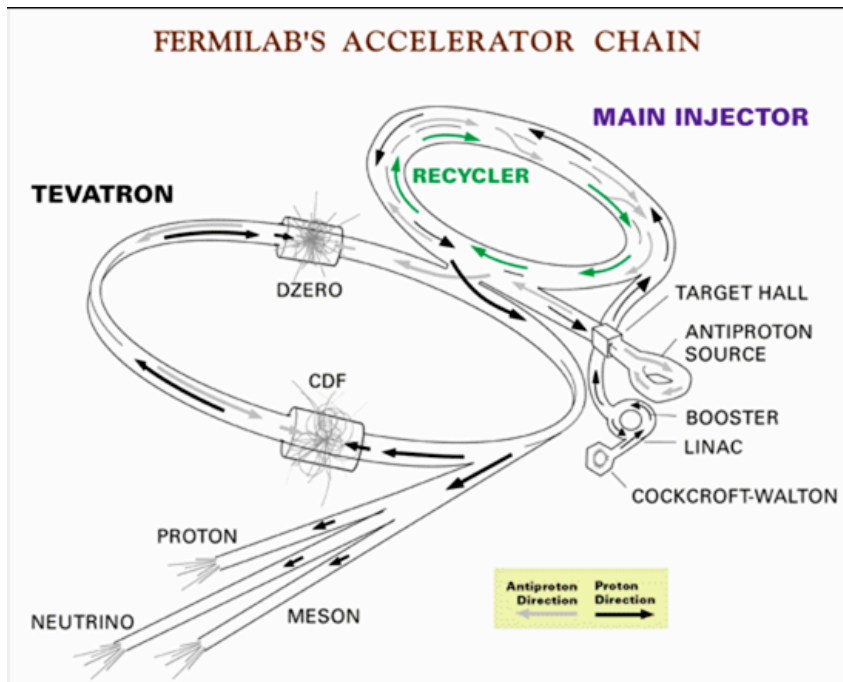 FERMILAB'S ACCELERATOR CHAIN
MAIN INJECTOR
RECYCLER
TEVATRON
DZERO
TARGET HALL
ANTIPROTON
SOURCE
CDF
BOOSTER
LINAC
COCKCROFT-WALTON
PROTON
NEUTRINO
MESON
Antiproton
Direction
Proton
Direction